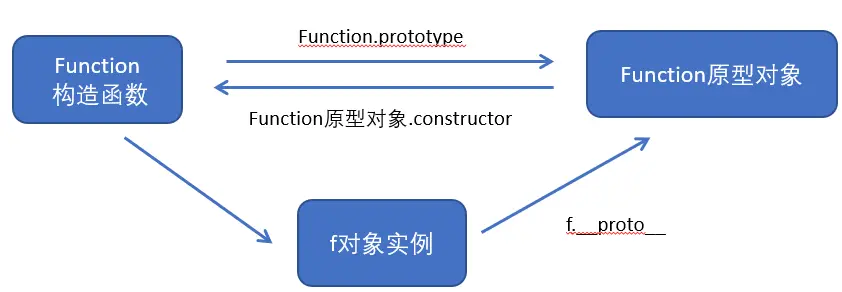 Function.prototype
Function
构造函数
Function原型对象
Function原型对象.constructor
f对象实例
f.__proto__